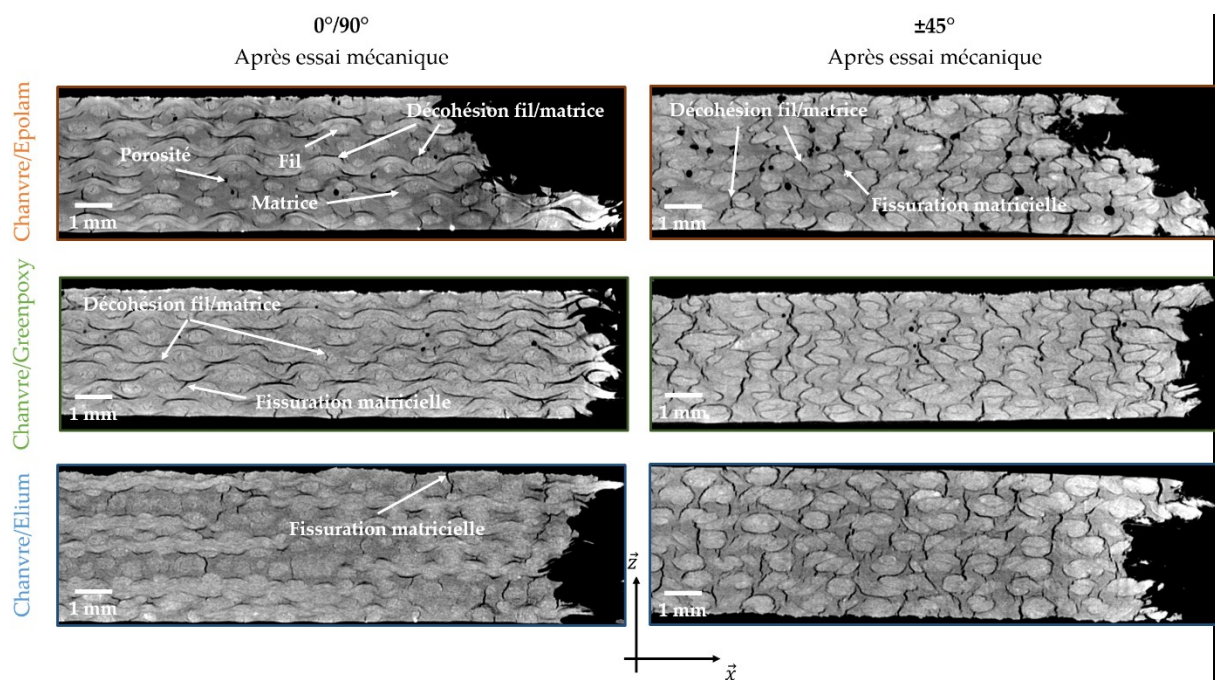 0°/90°
±45°
Après essai mécanique
Après essai mécanique
Chanvre/Epolam
Décohésion fil/matrice
Porosité
Fil
Matrice
1 mm
Décohésion fil/matrice
Fissuration matricielle
1 mm
Chanvre/Greenpoxy
Décohésion fil/matrice
Fissuration matricielle
1 mm
1 mm
Chanvre/Elium
Fissuration matricielle
1 mm
1 mm
z⃗
x⃗